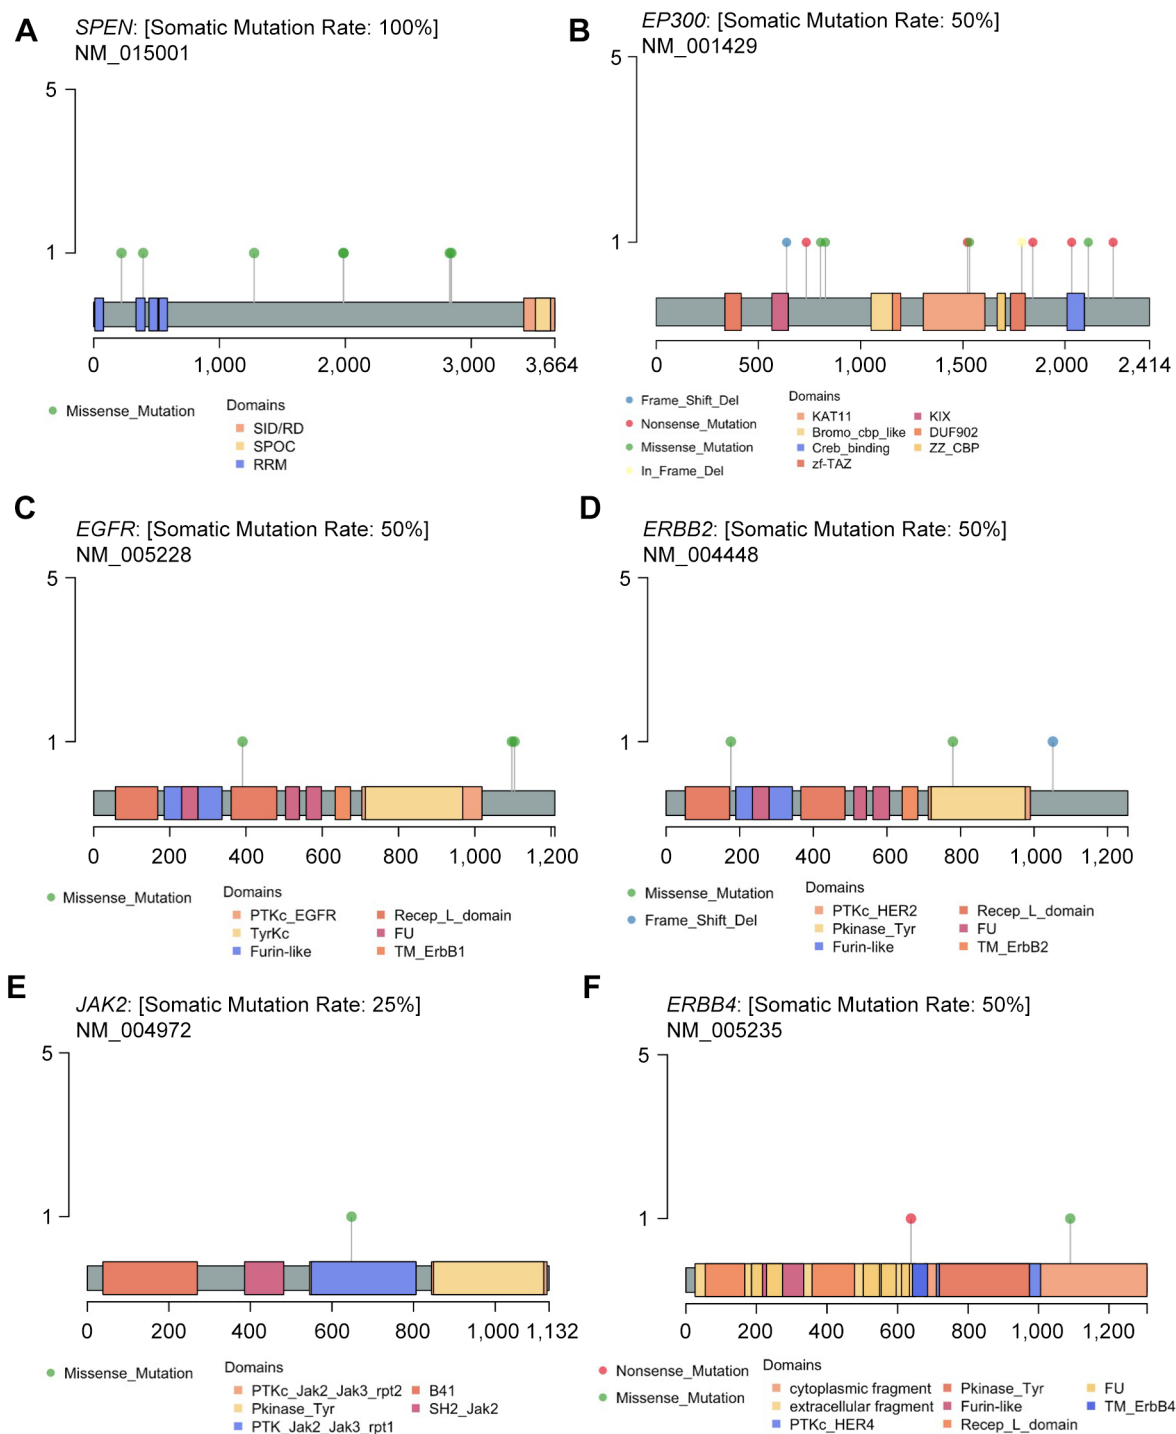 A
SPEN: [Somatic Mutation Rate: 100%]
NM_015001
5
1
0
1,000
2,000
3,000
3,664
Missense_Mutation
Domains
SID/RD
SPOC
RRM
B
EP300: [Somatic Mutation Rate: 50%]
NM_001429
5
1
0
500
1,000
1,500
2,000
2,414
Frame_Shift_Del
Nonsense_Mutation
Missense_Mutation
In_Frame_Del
Domains
KAT11
Bromo_cbp_like
Creb_binding
zf-TAZ
KIX
DUF902
ZZ_CBP
C
EGFR: [Somatic Mutation Rate: 50%]
NM_005228
5
1
0
200
400
600
800
1,000
1,200
Missense_Mutation
Domains
PTKc_EGFR
TyrKc
Furin-like
Recep_L_domain
FU
TM_ErbB1
D
ERBB2: [Somatic Mutation Rate: 50%]
NM_004448
5
1
0
200
400
600
800
1,000
1,200
Missense_Mutation
Frame_Shift_Del
Domains
PTKc_HER2
Pkinase_Tyr
Furin-like
Recep_L_domain
FU
TM_ErbB2
E
JAK2: [Somatic Mutation Rate: 25%]
NM_004972
5
1
0
200
400
600
800
1,000
1,132
Missense_Mutation
Domains
PTKc_Jak2_Jak3_rpt2
Pkinase_Tyr
PTK_Jak2_Jak3_rpt1
B41
SH2_Jak2
F
ERBB4: [Somatic Mutation Rate: 50%]
NM_005235
5
1
0
200
400
600
800
1,000
1,200
Nonsense_Mutation
Missense_Mutation
Domains
cytoplasmic fragment
extracellular fragment
PTKc_HER4
Pkinase_Tyr
Furin-like
Recep_L_domain
FU
TM_ErbB4